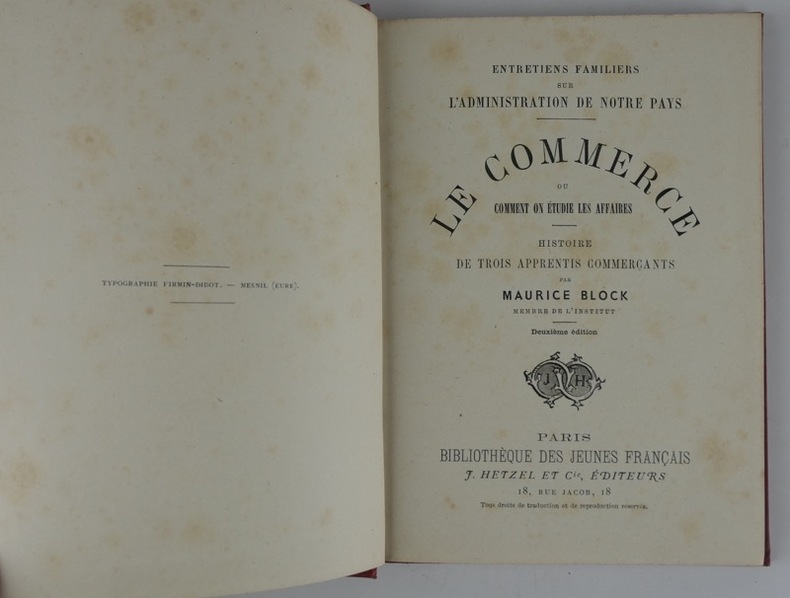 TYPOGRAPHIE FIRMIN-DIDOT. — MESNIL (EURE).
ENTRETIENS FAMILIERS
SUR
L'ADMINISTRATION DE NOTRE PAYS
LE COMMERCE
OU
COMMENT ON ÉTUDIE LES AFFAIRES
HISTOIRE
DE TROIS APPRENTIS COMMERÇANTS
PAR
MAURICE BLOCK
MEMBRE DE L'INSTITUT
Deuxième édition
J H
PARIS
BIBLIOTHÈQUE DES JEUNES FRANÇAIS
J. HETZEL ET Cie, ÉDITEURS
18, RUE JACOB, 18
Tous droits de traduction et de reproduction réservés.